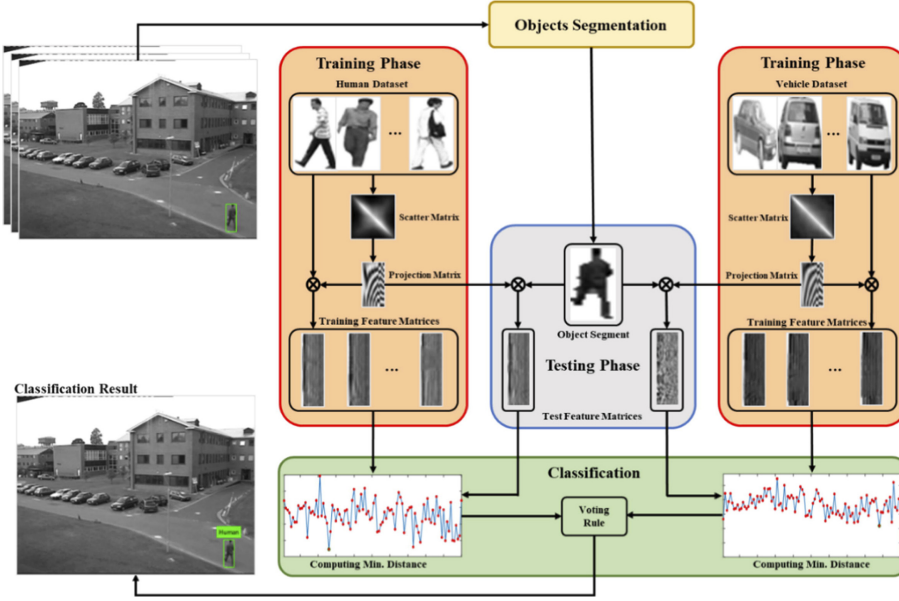 Objects Segmentation
Training Phase
Human Dataset
...
Scatter Matrix
Projection Matrix
Training Feature Matrices
...
Training Phase
Vehicle Dataset
...
Scatter Matrix
Projection Matrix
Training Feature Matrices
...
Object Segment
Testing Phase
Test Feature Matrices
Classification
Computing Min. Distance
Voting
Rule
Computing Min. Distance
Classification Result
Human